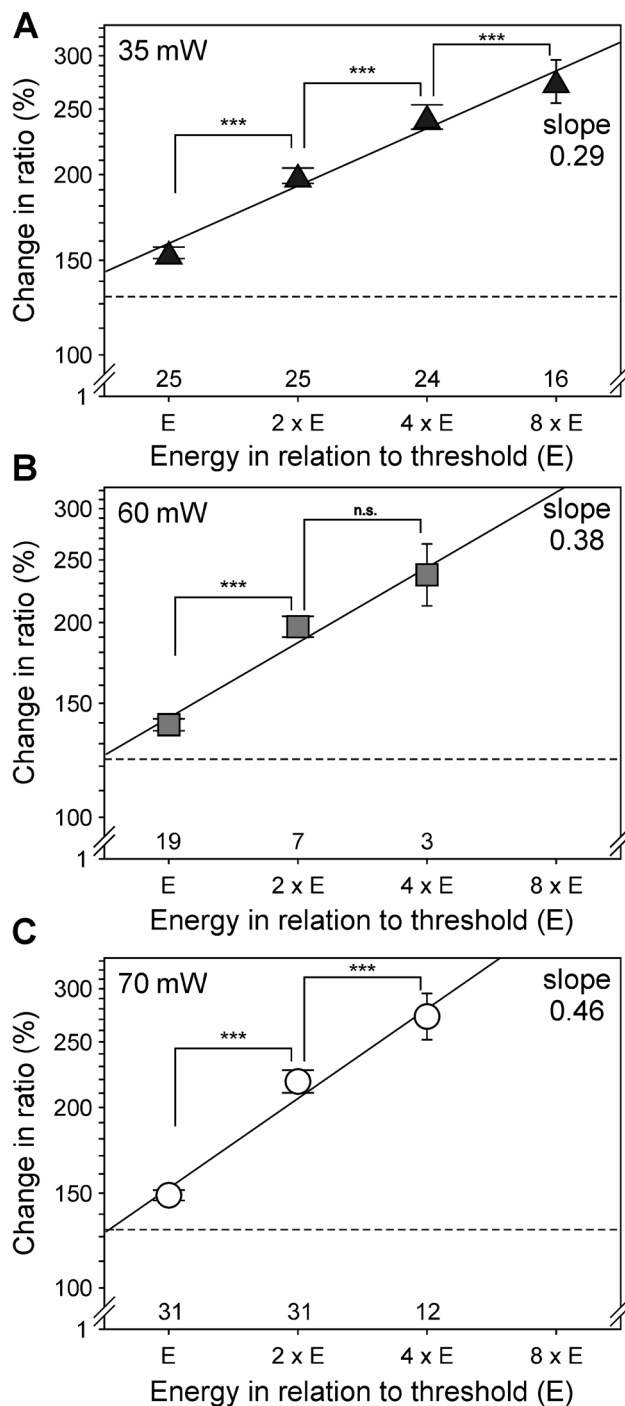 A
35 mW
***
***
***
slope
0.29
Change in ratio (%)
300
250
200
150
100
1
25
25
24
16
E
2 x E
4 x E
8 x E
Energy in relation to threshold (E)
B
60 mW
***
n.s.
slope
0.38
Change in ratio (%)
300
250
200
150
100
1
19
7
3
E
2 x E
4 x E
8 x E
Energy in relation to threshold (E)
C
70 mW
***
***
slope
0.46
Change in ratio (%)
300
250
200
150
100
1
31
31
12
E
2 x E
4 x E
8 x E
Energy in relation to threshold (E)